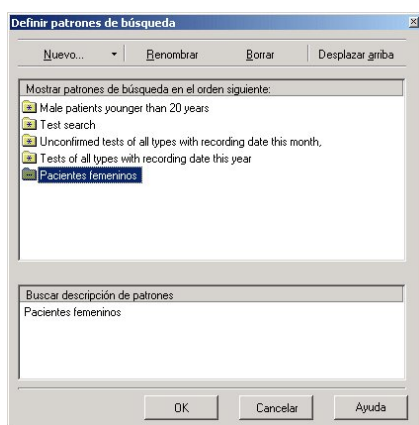 Definir patrones de búsqueda
Nuevo... Renombrar Borrar Desplazar arriba
Mostrar patrones de búsqueda en el orden siguiente:
Male patients younger than 20 years
Test search
Unconfirmed tests of all types with recording date this month,
Tests of all types with recording date this year
Pacientes femeninos
Buscar descripción de patrones
Pacientes femeninos
OK Cancelar Ayuda